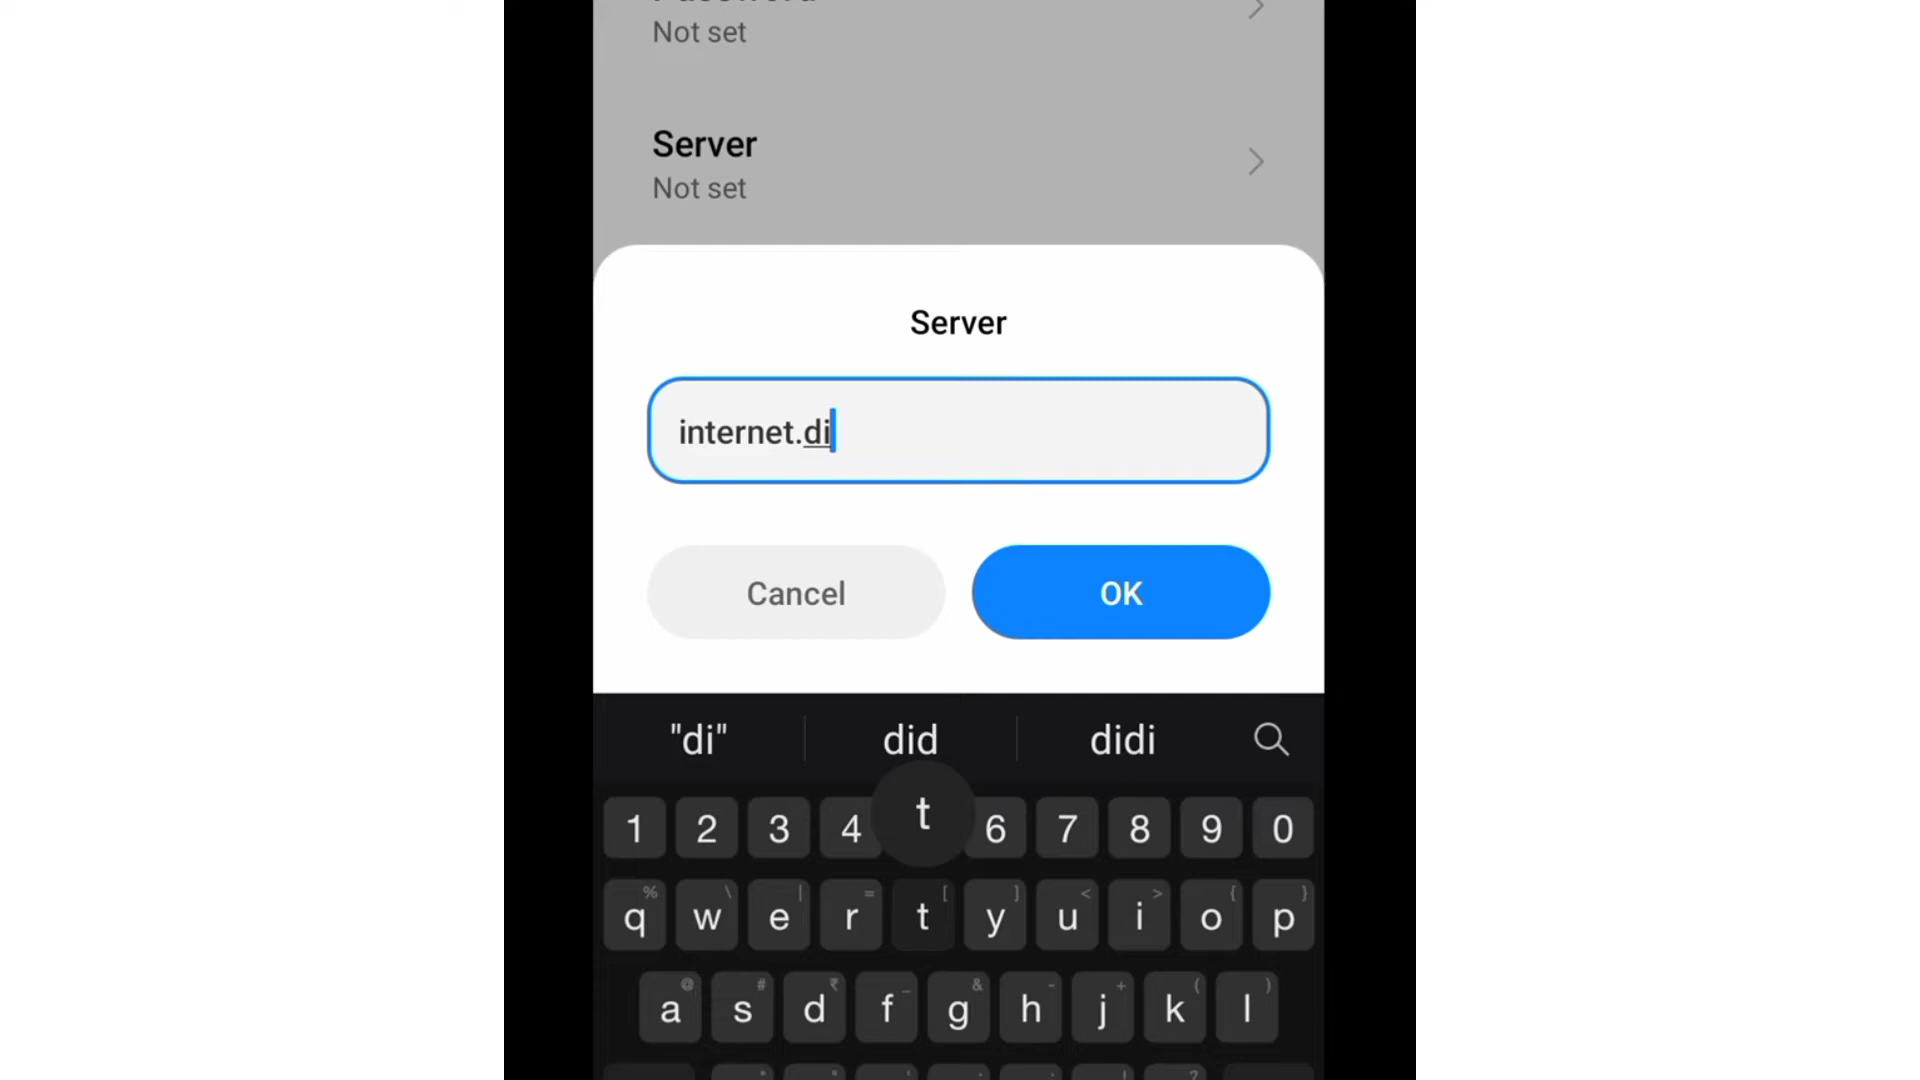 Password
Not set
Server
Not set
Server
internet.di
Cancel
OK
"di" did didi
t
1 2 3 4 6 7 8 9 0
% \ | = [ ] < > { }
q w e r t y u i o p
@ # ₹ _ & - + ( )
a s d f g h j k l
* " ' : ; ! ?